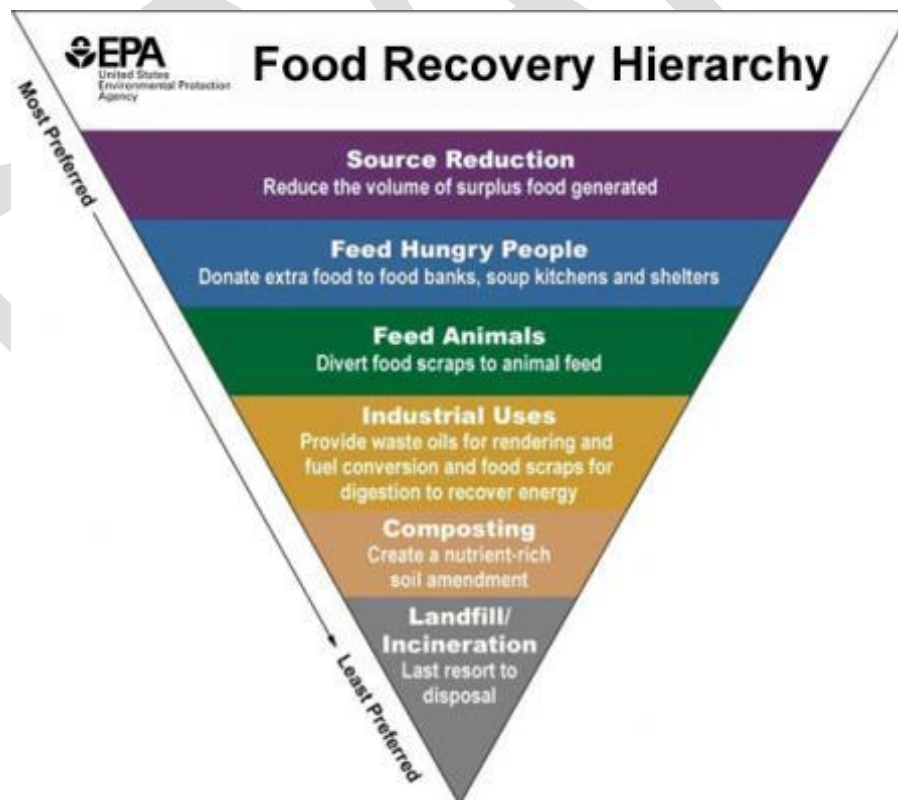 EPA
United States
Environmental Protection
Agency
Food Recovery Hierarchy
Most Preferred
Source Reduction
Reduce the volume of surplus food generated
Feed Hungry People
Donate extra food to food banks, soup kitchens and shelters
Feed Animals
Divert food scraps to animal feed
Industrial Uses
Provide waste oils for rendering and
fuel conversion and food scraps for
digestion to recover energy
Composting
Create a nutrient-rich
soil amendment
Landfill/
Incineration
Last resort to
disposal
Least Preferred